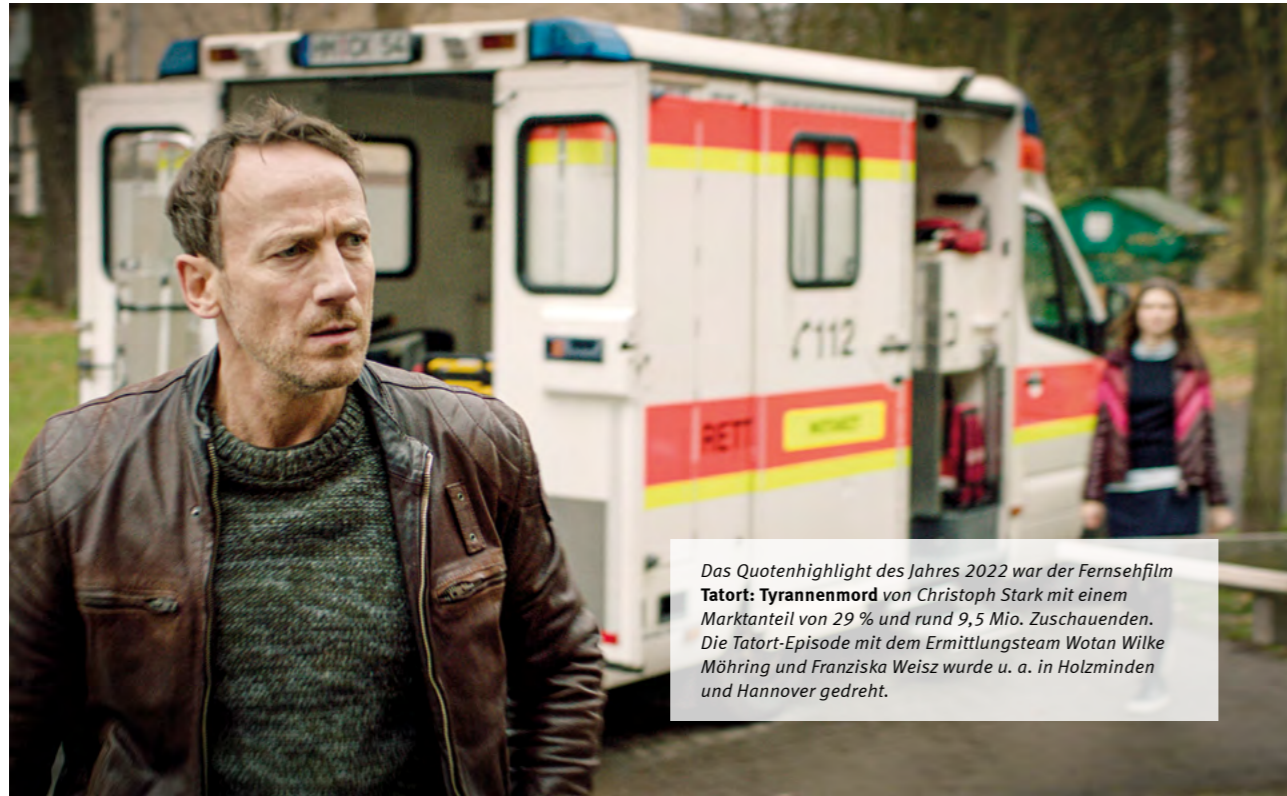 112
RETT
NOTARZT
Das Quotenhighlight des Jahres 2022 war der Fernsehfilm
Tatort: Tyrannenmord von Christoph Stark mit einem
Marktanteil von 29 % und rund 9,5 Mio. Zuschauenden.
Die Tatort-Episode mit dem Ermittlungsteam Wotan Wilke
Möhring und Franziska Weisz wurde u. a. in Holzminden
und Hannover gedreht.